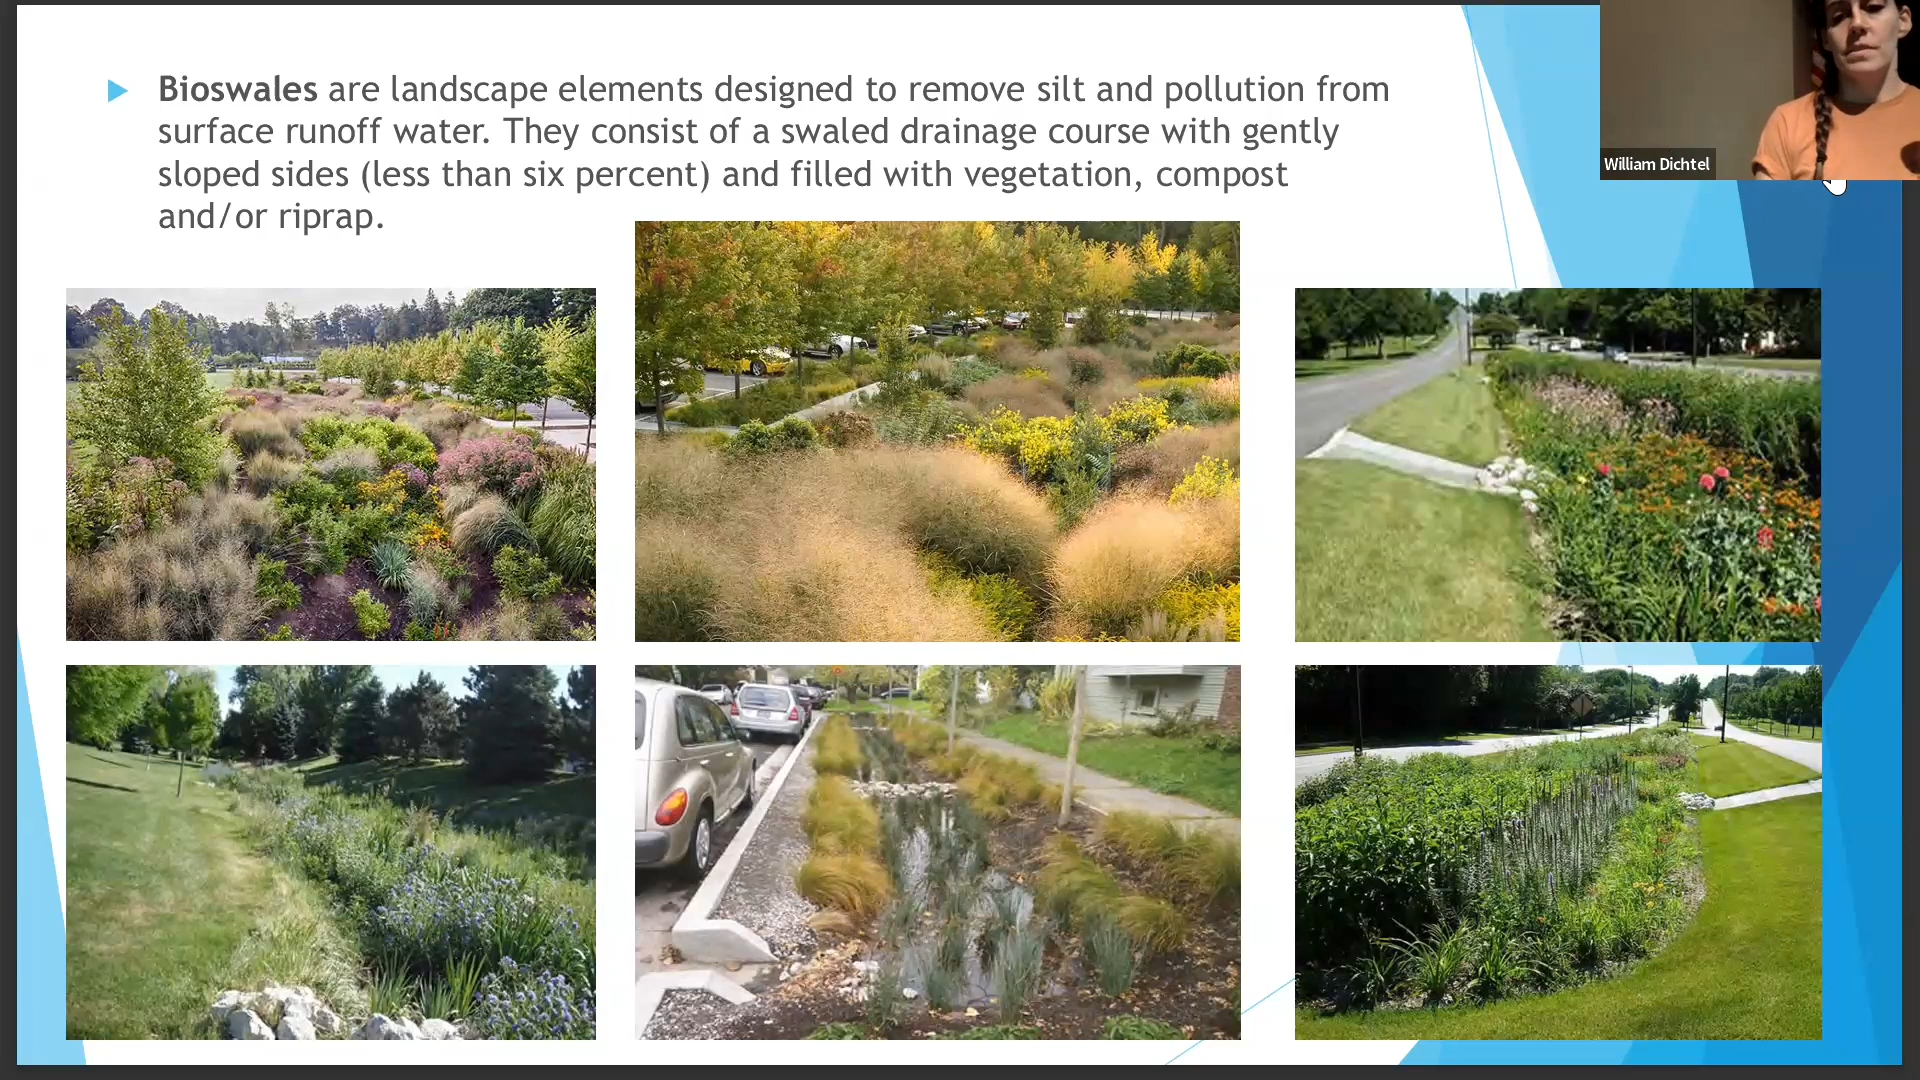 Bioswales are landscape elements designed to remove silt and pollution from
surface runoff water. They consist of a swaled drainage course with gently
sloped sides (less than six percent) and filled with vegetation, compost
and/or riprap.
William Dichtel